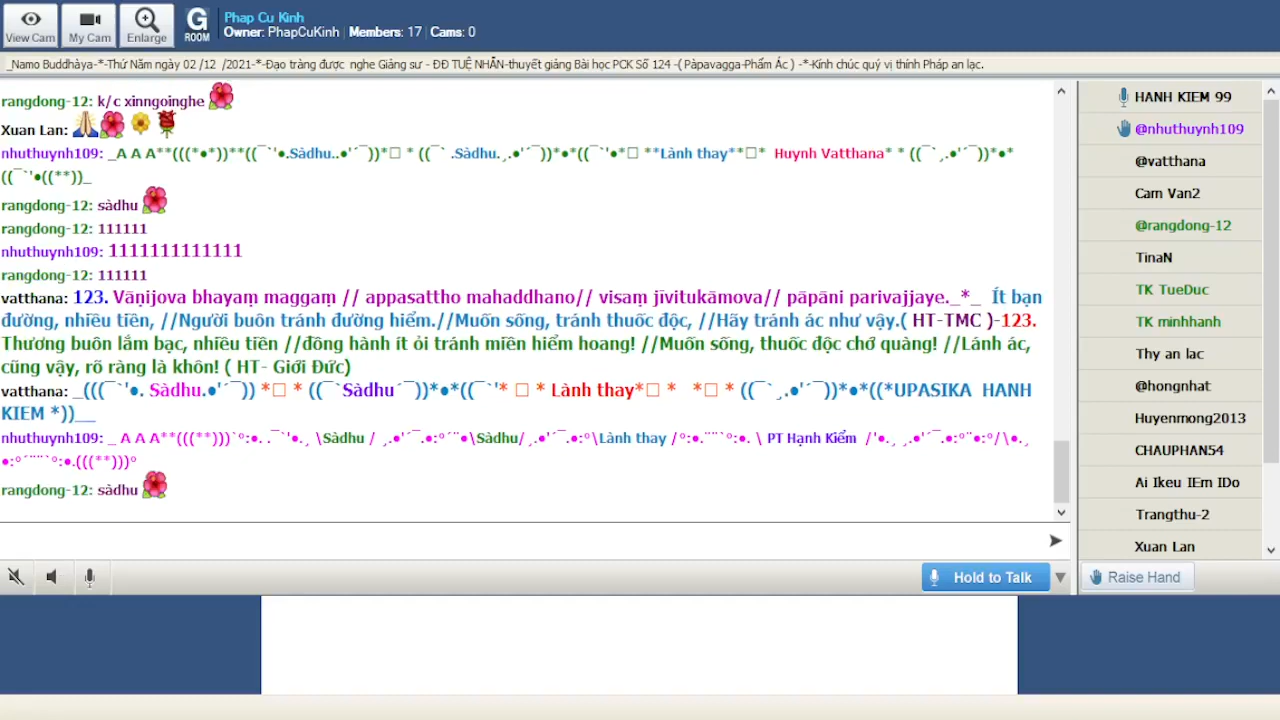 View Cam
My Cam
Enlarge
G ROOM
Phap Cu Kinh
Owner: PhapCuKinh | Members: 17 | Cams: 0
_Namo Buddhàya-*-Thứ Năm ngày 02 /12 /2021-*-Đạo tràng được nghe Giảng sư - ĐĐ TUỆ NHẪN-thuyết giảng Bài học PCK Số 124 -( Pàpavagga-Phẩm Ác ) -*-Kính chúc quý vị thính Pháp an lạc.
rangdong-12: k/c xinngoinghe
Xuan Lan:
nhuthuynh109: _A A A**(((*●*))**((¯`'●.Sàdhu..●'´¯))*□ * ((¯` .Sàdhu.¸.●'´¯))*●*((¯`'●*□ **Lành thay**□* Huynh Vatthana* * ((¯`¸.●'´¯))*●*
((¯`'●((**))_
rangdong-12: sàdhu
rangdong-12: 111111
nhuthuynh109: 1111111111111
rangdong-12: 111111
vatthana: 123. Vāṇijova bhayaṃ maggaṃ // appasattho mahaddhano// visaṃ jīvitukāmova// pāpāni parivajjaye._*_ Ít bạn
đường, nhiều tiền, //Người buôn tránh đường hiểm.//Muốn sống, tránh thuốc độc, //Hãy tránh ác như vậy.( HT-TMC )-123.
Thương buôn lắm bạc, nhiều tiền //đồng hành ít ỏi tránh miền hiểm hoang! //Muốn sống, thuốc độc chớ quàng! //Lánh ác,
cũng vậy, rõ ràng là khôn! ( HT- Giới Đức)
vatthana: _(((¯`'●. Sàdhu.●'´¯)) *□ * ((¯`Sàdhu´¯))*●*((¯`'* □ * Lành thay*□ * *□ * ((¯`¸.●'´¯))*●*((*UPASIKA HANH
KIEM *))__
nhuthuynh109: _ A A A**(((**)))`°:●. .¯`'●.¸ \Sàdhu / ¸.●'´¯.●:°´¨●\Sàdhu/¸.●'´¯.●:°\Lành thay /°:●.¨¨`°:●. \ PT Hạnh Kiểm /'●.¸ ¸.●'´¯.●:°¨●:°/\●.¸
●:°´¨¨`°:●.(((**)))°
rangdong-12: sàdhu
HANH KIEM 99
@nhuthuynh109
@vatthana
Cam Van2
@rangdong-12
TinaN
TK TueDuc
TK minhhanh
Thy an lac
@hongnhat
Huyenmong2013
CHAUPHAN54
Ai Ikeu IEm IDo
Trangthu-2
Xuan Lan
Hold to Talk
Raise Hand